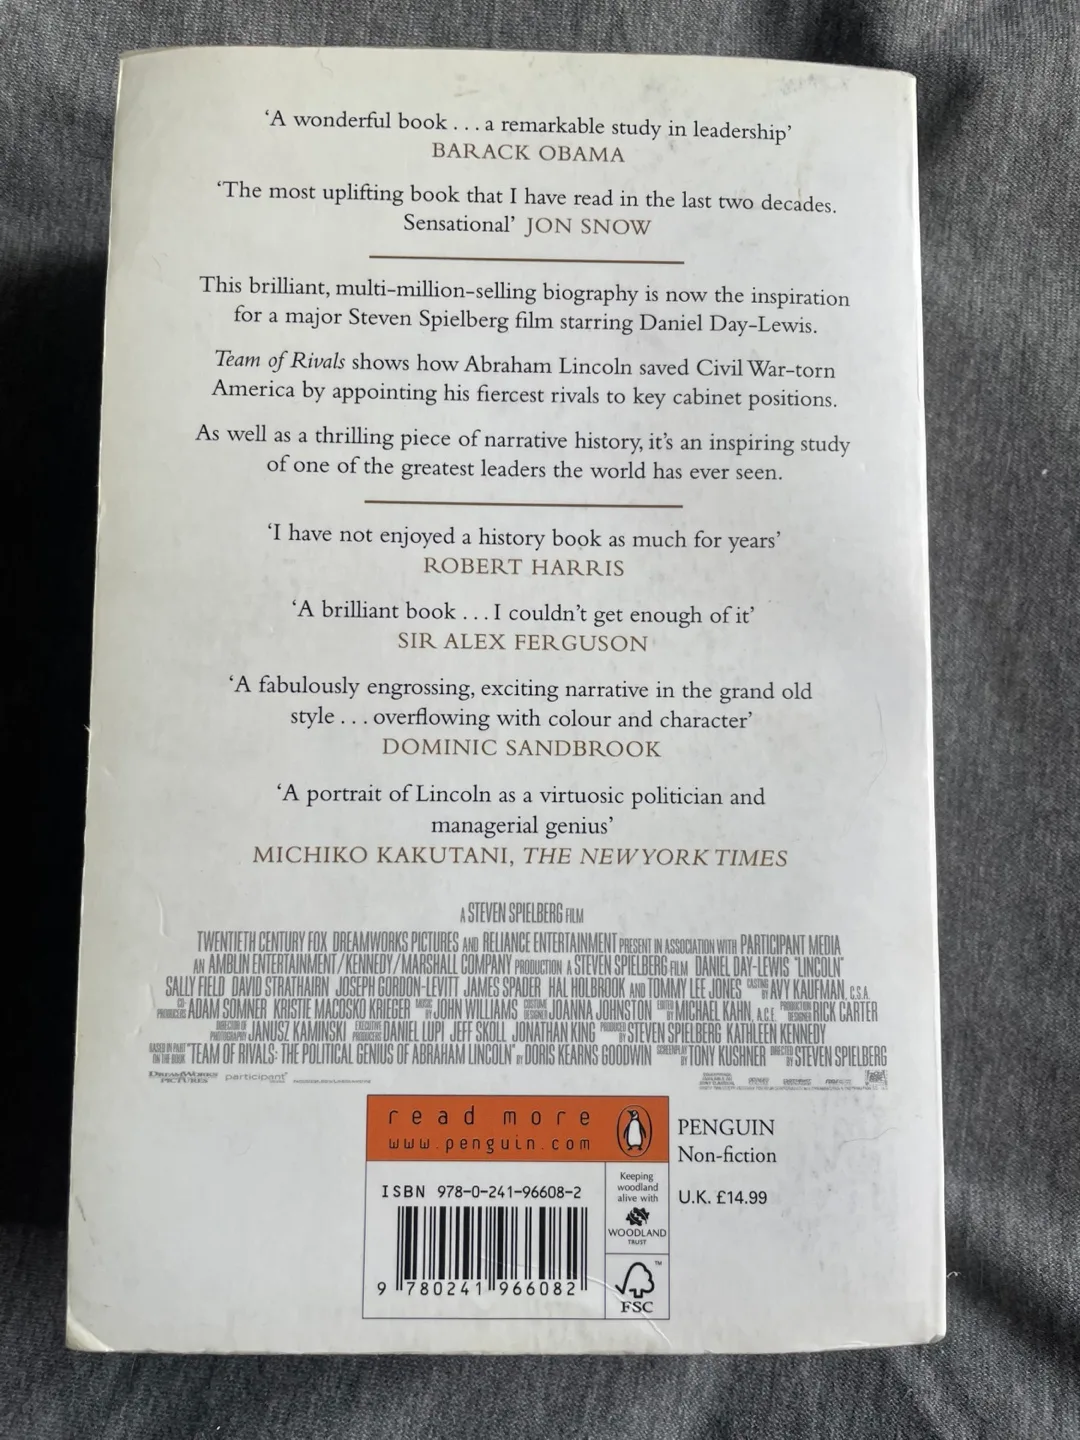 ‘A wonderful book . . . a remarkable study in leadership’
BARACK OBAMA
‘The most uplifting book that I have read in the last two decades.
Sensational’ JON SNOW
This brilliant, multi-million-selling biography is now the inspiration
for a major Steven Spielberg film starring Daniel Day-Lewis.
Team of Rivals shows how Abraham Lincoln saved Civil War-torn
America by appointing his fiercest rivals to key cabinet positions.
As well as a thrilling piece of narrative history, it’s an inspiring study
of one of the greatest leaders the world has ever seen.
‘I have not enjoyed a history book as much for years’
ROBERT HARRIS
‘A brilliant book . . . I couldn’t get enough of it’
SIR ALEX FERGUSON
‘A fabulously engrossing, exciting narrative in the grand old
style . . . overflowing with colour and character’
DOMINIC SANDBROOK
‘A portrait of Lincoln as a virtuosic politician and
managerial genius’
MICHIKO KAKUTANI, THE NEW YORK TIMES
A STEVEN SPIELBERG FILM
TWENTIETH CENTURY FOX DREAMWORKS PICTURES AND RELIANCE ENTERTAINMENT PRESENT IN ASSOCIATION WITH PARTICIPANT MEDIA
AN AMBLIN ENTERTAINMENT/KENNEDY/MARSHALL COMPANY PRODUCTION A STEVEN SPIELBERG FILM DANIEL DAY-LEWIS "LINCOLN"
SALLY FIELD DAVID STRATHAIRN JOSEPH GORDON-LEVITT JAMES SPADER HAL HOLBROOK AND TOMMY LEE JONES CASTING BY AVY KAUFMAN, C.S.A.
CO-PRODUCERS ADAM SOMNER KRISTIE MACOSKO KRIEGER MUSIC BY JOHN WILLIAMS COSTUME DESIGNER JOANNA JOHNSTON EDITED BY MICHAEL KAHN, A.C.E. PRODUCTION DESIGNER RICK CARTER
DIRECTOR OF PHOTOGRAPHY JANUSZ KAMINSKI EXECUTIVE PRODUCERS DANIEL LUPI JEFF SKOLL JONATHAN KING PRODUCED BY STEVEN SPIELBERG KATHLEEN KENNEDY
BASED IN PART ON THE BOOK "TEAM OF RIVALS: THE POLITICAL GENIUS OF ABRAHAM LINCOLN" BY DORIS KEARNS GOODWIN SCREENPLAY BY TONY KUSHNER DIRECTED BY STEVEN SPIELBERG
DREAMWORKS PICTURES participant
read more
www.penguin.com
PENGUIN
Non-fiction
U.K. £14.99
ISBN 978-0-241-96608-2
9 780241 966082
Keeping
woodland
alive with
WOODLAND
TRUST
FSC
™